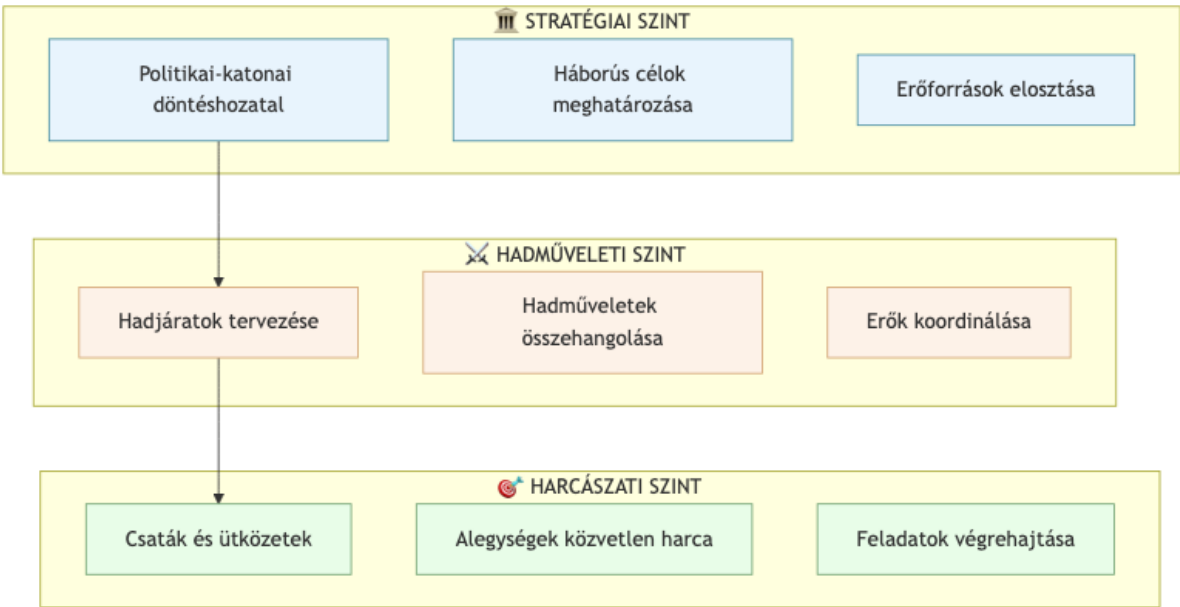 🏛️ STRATÉGIAI SZINT
Politikai-katonai
döntéshozatal
Háborús célok
meghatározása
Erőforrások elosztása
⚔️ HADMŰVELETI SZINT
Hadjáratok tervezése
Hadműveletek
összehangolása
Erők koordinálása
🎯 HARCÁSZATI SZINT
Csaták és ütközetek
Alegységek közvetlen harca
Feladatok végrehajtása